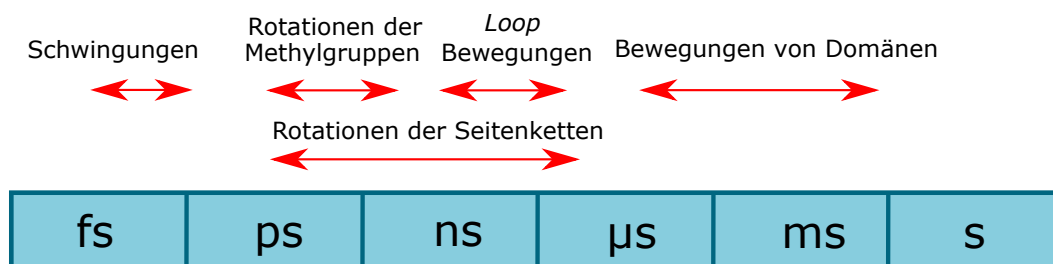 Schwingungen
Rotationen der
Methylgruppen
Loop
Bewegungen
Bewegungen von Domänen
Rotationen der Seitenketten
fs
ps
ns
µs
ms
s